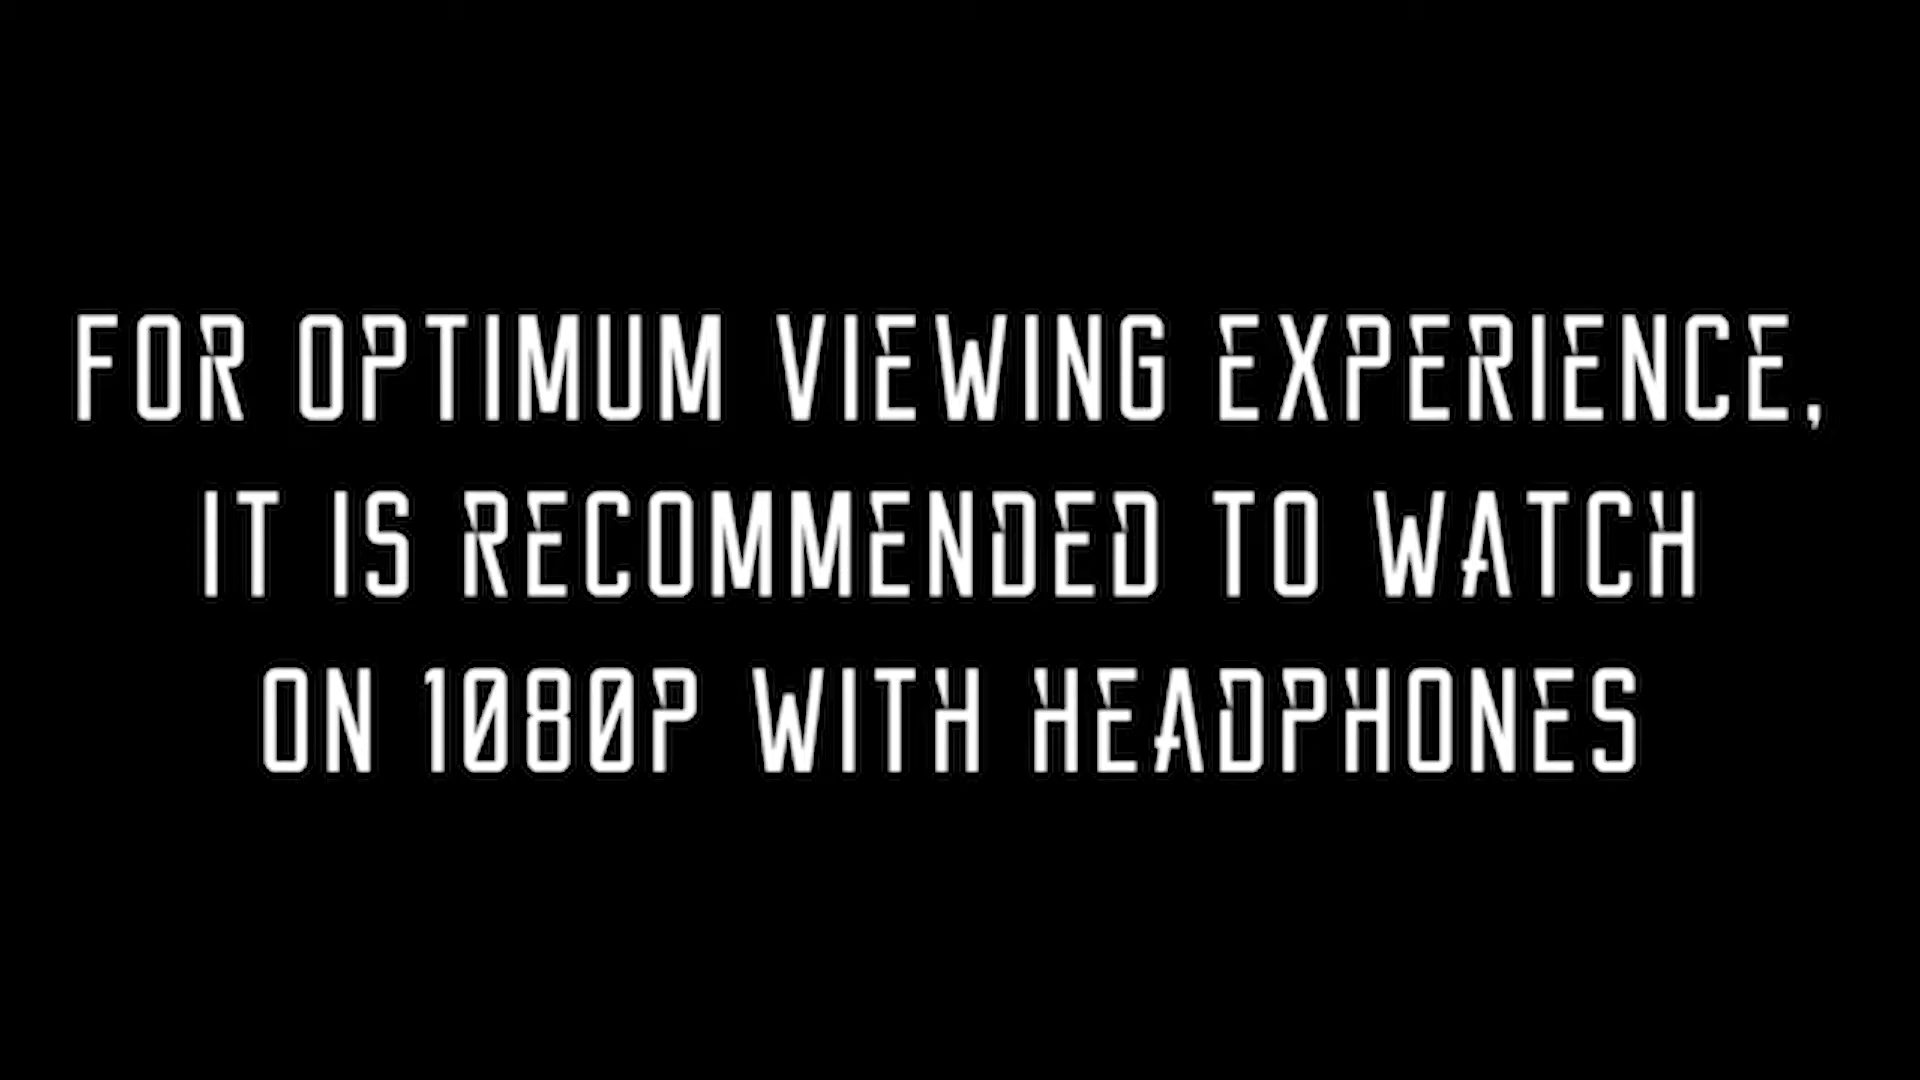 FOR OPTIMUM VIEWING EXPERIENCE,
IT IS RECOMMENDED TO WATCH
ON 1080P WITH HEADPHONES